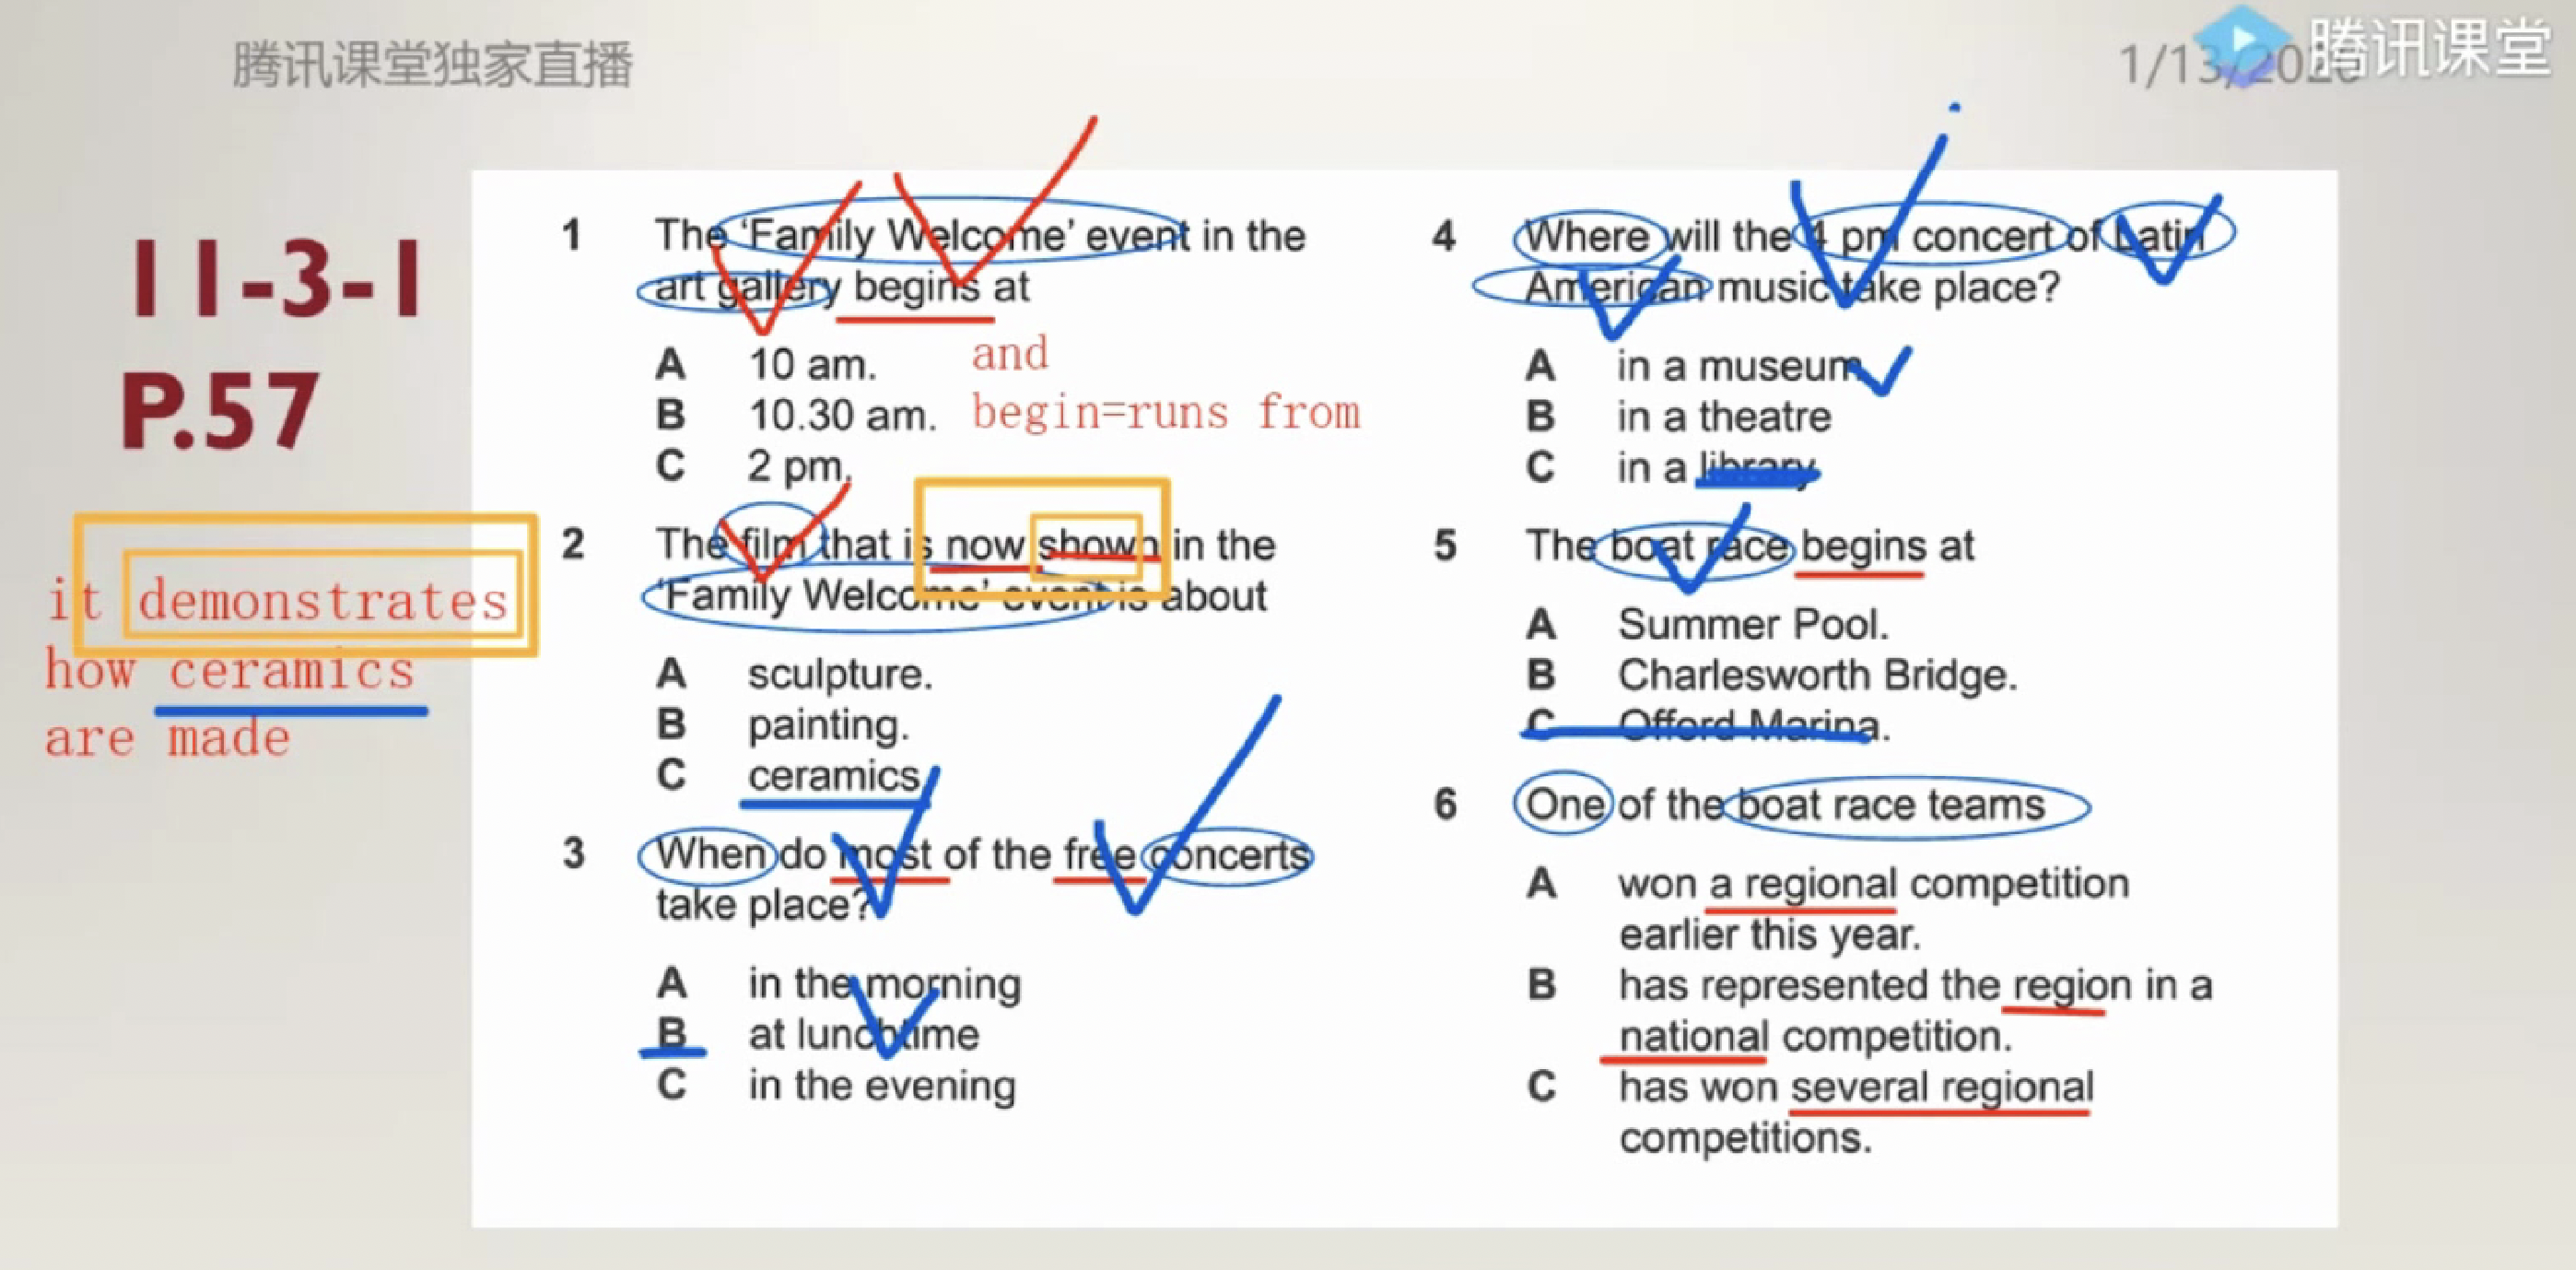 腾讯课堂独家直播
腾讯课堂
11-3-1
P.57
it demonstrates
how ceramics
are made
1 The ‘Family Welcome’ event in the
art gallery begins at
A 10 am.
B 10.30 am.
C 2 pm.
and
begin=runs from
2 The film that is now shown in the
‘Family Welcome’ event is about
A sculpture.
B painting.
C ceramics.
3 When do most of the free concerts
take place?
A in the morning
B at lunchtime
C in the evening
4 Where will the 4 pm concert of Latin
American music take place?
A in a museum
B in a theatre
C in a library
5 The boat race begins at
A Summer Pool.
B Charlesworth Bridge.
C Offord Marina.
6 One of the boat race teams
A won a regional competition
earlier this year.
B has represented the region in a
national competition.
C has won several regional
competitions.